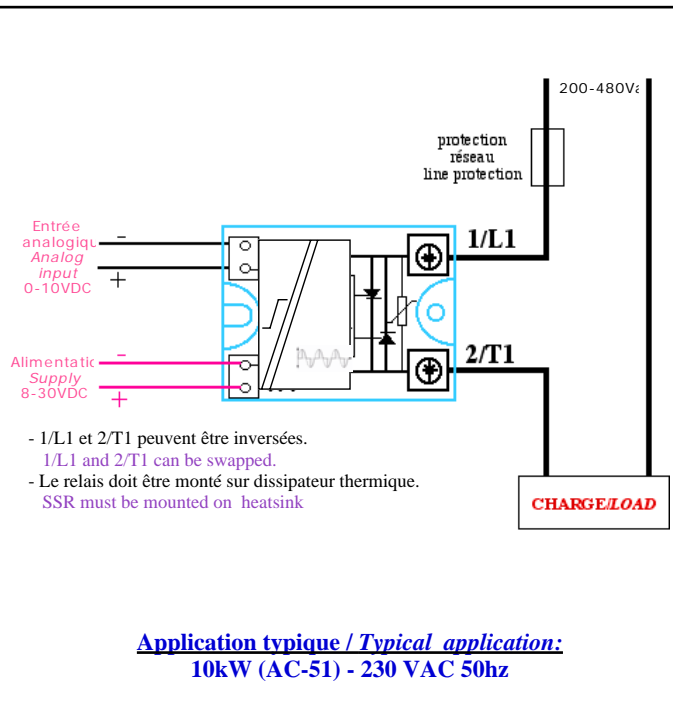 200-480Va
protection
réseau
line protection
Entrée
analogiqu
Analog
input
0-10VDC
-
+
1/L1
2/T1
Alimentatic
Supply
8-30VDC
-
+
- 1/L1 et 2/T1 peuvent être inversées.
1/L1 and 2/T1 can be swapped.
- Le relais doit être monté sur dissipateur thermique.
SSR must be mounted on heatsink
CHARGE/LOAD
Application typique / Typical application:
10kW (AC-51) - 230 VAC 50hz